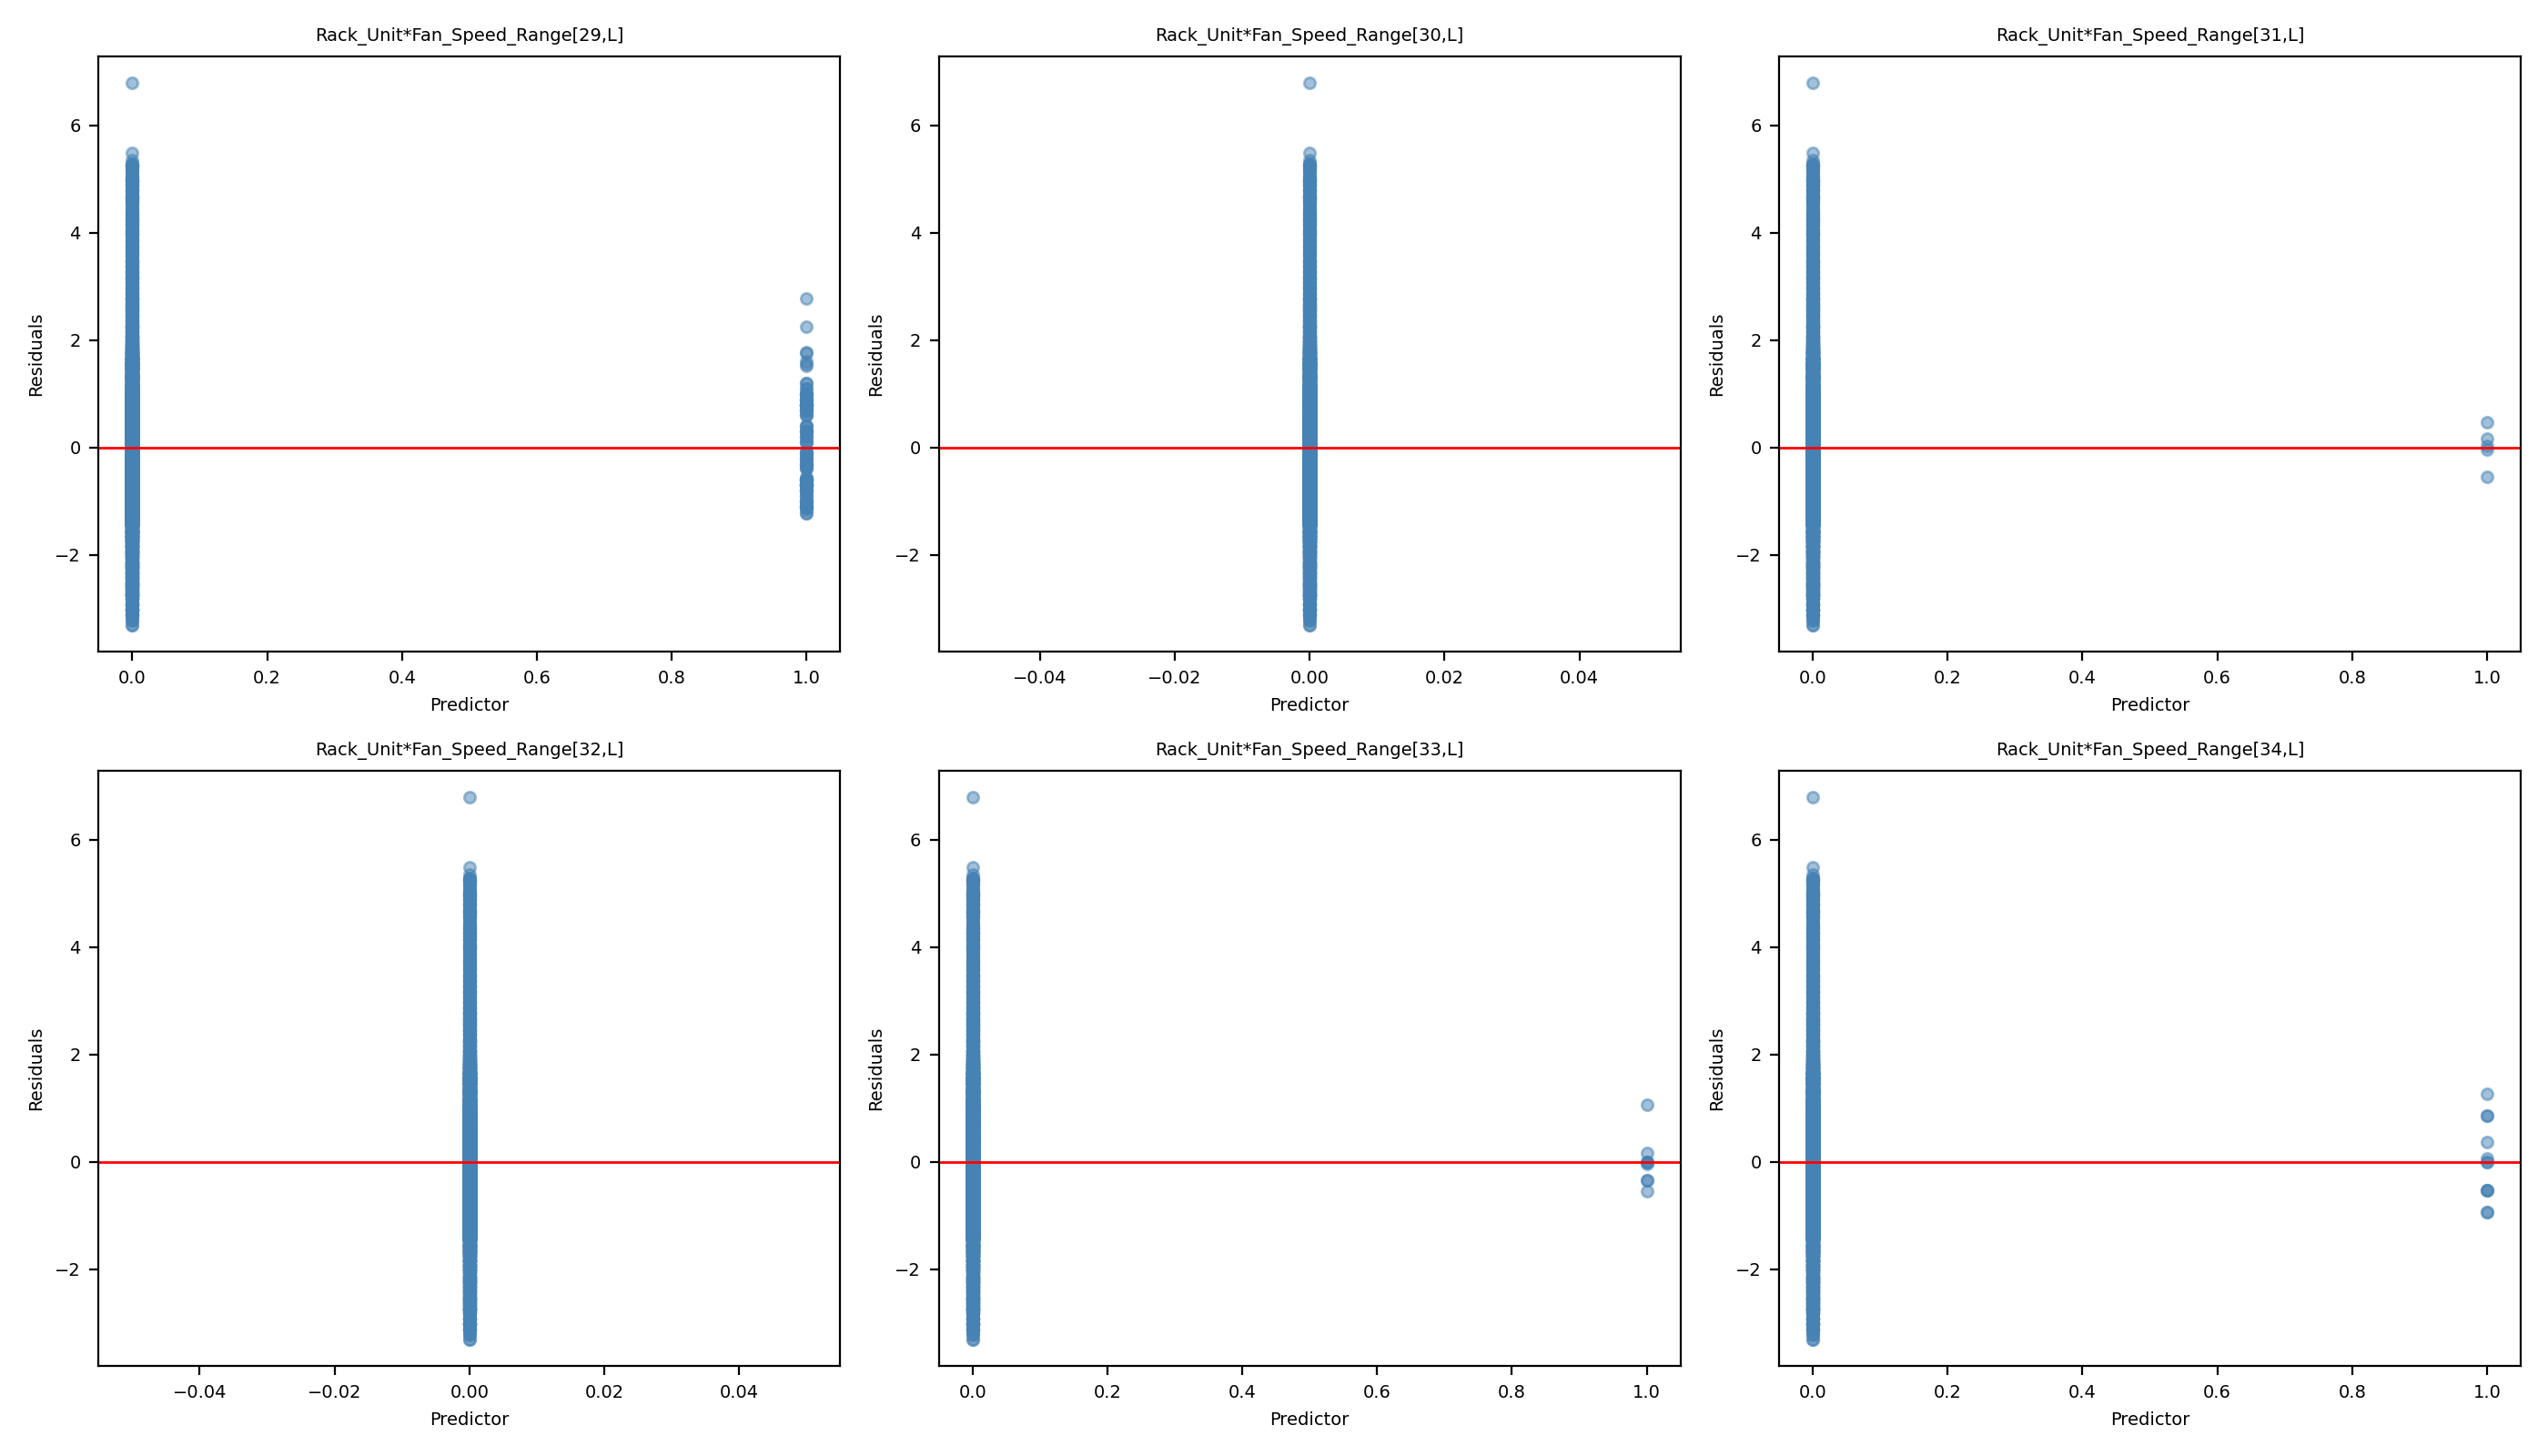 Rack_Unit*Fan_Speed_Range[29,L]
Residuals
6
4
2
0
−2
0.0 0.2 0.4 0.6 0.8 1.0
Predictor
Rack_Unit*Fan_Speed_Range[30,L]
Residuals
6
4
2
0
−2
−0.04 −0.02 0.00 0.02 0.04
Predictor
Rack_Unit*Fan_Speed_Range[31,L]
Residuals
6
4
2
0
−2
0.0 0.2 0.4 0.6 0.8 1.0
Predictor
Rack_Unit*Fan_Speed_Range[32,L]
Residuals
6
4
2
0
−2
−0.04 −0.02 0.00 0.02 0.04
Predictor
Rack_Unit*Fan_Speed_Range[33,L]
Residuals
6
4
2
0
−2
0.0 0.2 0.4 0.6 0.8 1.0
Predictor
Rack_Unit*Fan_Speed_Range[34,L]
Residuals
6
4
2
0
−2
0.0 0.2 0.4 0.6 0.8 1.0
Predictor